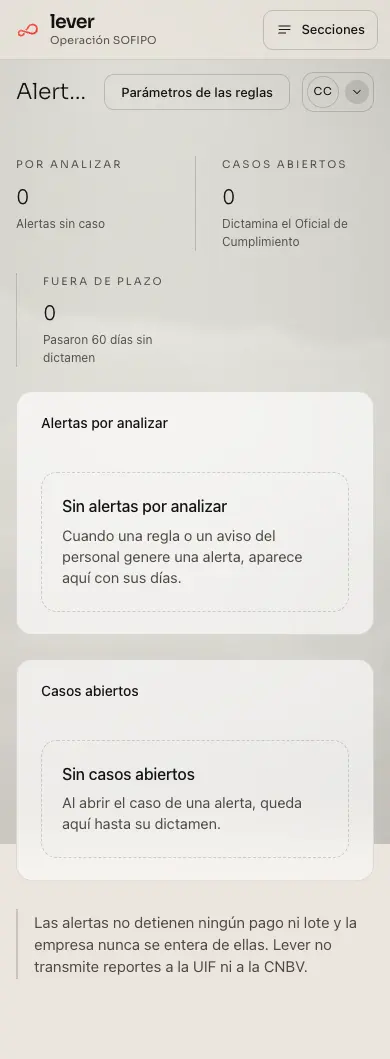 lever
Operación SOFIPO
Secciones
Alert...
Parámetros de las reglas
CC
POR ANALIZAR
0
Alertas sin caso
CASOS ABIERTOS
0
Dictamina el Oficial de
Cumplimiento
FUERA DE PLAZO
0
Pasaron 60 días sin
dictamen
Alertas por analizar
Sin alertas por analizar
Cuando una regla o un aviso del
personal genere una alerta, aparece
aquí con sus días.
Casos abiertos
Sin casos abiertos
Al abrir el caso de una alerta, queda
aquí hasta su dictamen.
Las alertas no detienen ningún pago ni lote y la
empresa nunca se entera de ellas. Lever no
transmite reportes a la UIF ni a la CNBV.